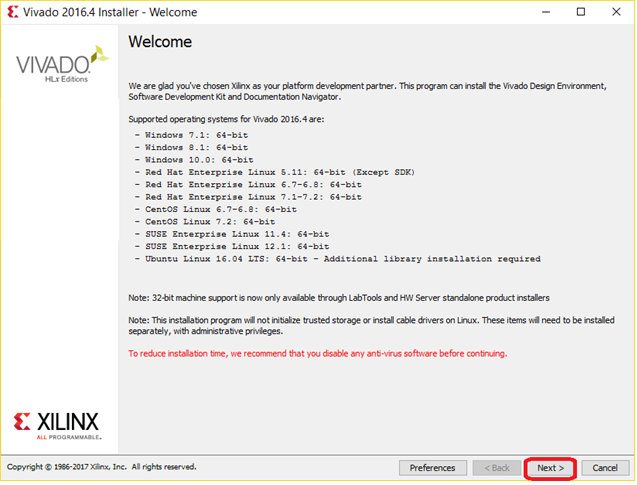 Vivado 2016.4 Installer - Welcome
VIVADO.
HLx Editions
Welcome
We are glad you've chosen Xilinx as your platform development partner. This program can install the Vivado Design Environment,
Software Development Kit and Documentation Navigator.
Supported operating systems for Vivado 2016.4 are:
- Windows 7.1: 64-bit
- Windows 8.1: 64-bit
- Windows 10.0: 64-bit
- Red Hat Enterprise Linux 5.11: 64-bit (Except SDK)
- Red Hat Enterprise Linux 6.7-6.8: 64-bit
- Red Hat Enterprise Linux 7.1-7.2: 64-bit
- CentOS Linux 6.7-6.8: 64-bit
- CentOS Linux 7.2: 64-bit
- SUSE Enterprise Linux 11.4: 64-bit
- SUSE Enterprise Linux 12.1: 64-bit
- Ubuntu Linux 16.04 LTS: 64-bit - Additional library installation required
Note: 32-bit machine support is now only available through LabTools and HW Server standalone product installers
Note: This installation program will not initialize trusted storage or install cable drivers on Linux. These items will need to be installed
separately, with administrative privileges.
To reduce installation time, we recommend that you disable any anti-virus software before continuing.
XILINX
ALL PROGRAMMABLE™
Copyright © 1986-2017 Xilinx, Inc. All rights reserved.
Preferences
< Back
Next >
Cancel